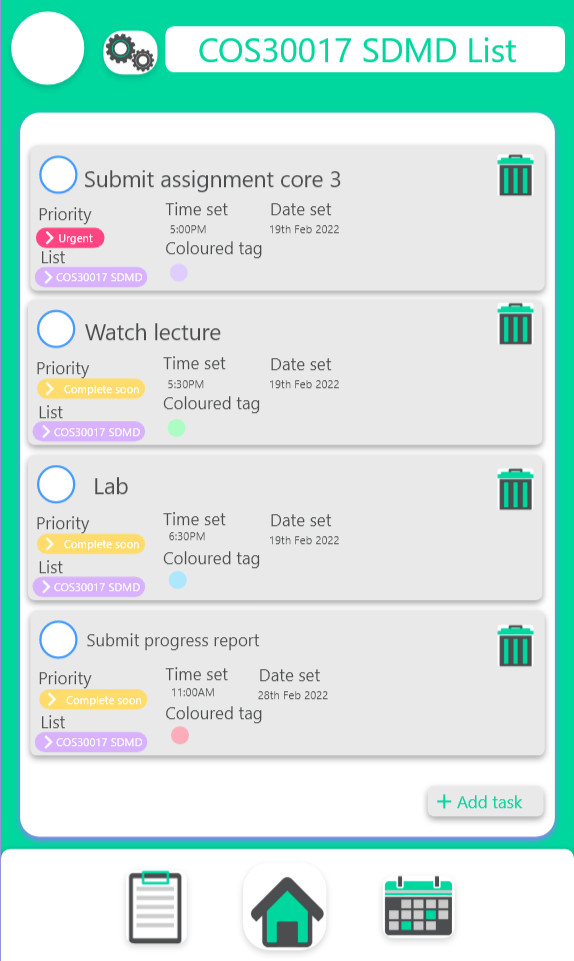 COS30017 SDMD List
Submit assignment core 3
Priority
Time set
Date set
5:00PM
19th Feb 2022
Urgent
Coloured tag
List
COS30017 SDMD
Watch lecture
Priority
Time set
Date set
5:30PM
19th Feb 2022
Complete soon
Coloured tag
List
COS30017 SDMD
Lab
Priority
Time set
Date set
6:30PM
19th Feb 2022
Complete soon
Coloured tag
List
COS30017 SDMD
Submit progress report
Priority
Time set
Date set
11:00AM
28th Feb 2022
Complete soon
Coloured tag
List
COS30017 SDMD
+ Add task